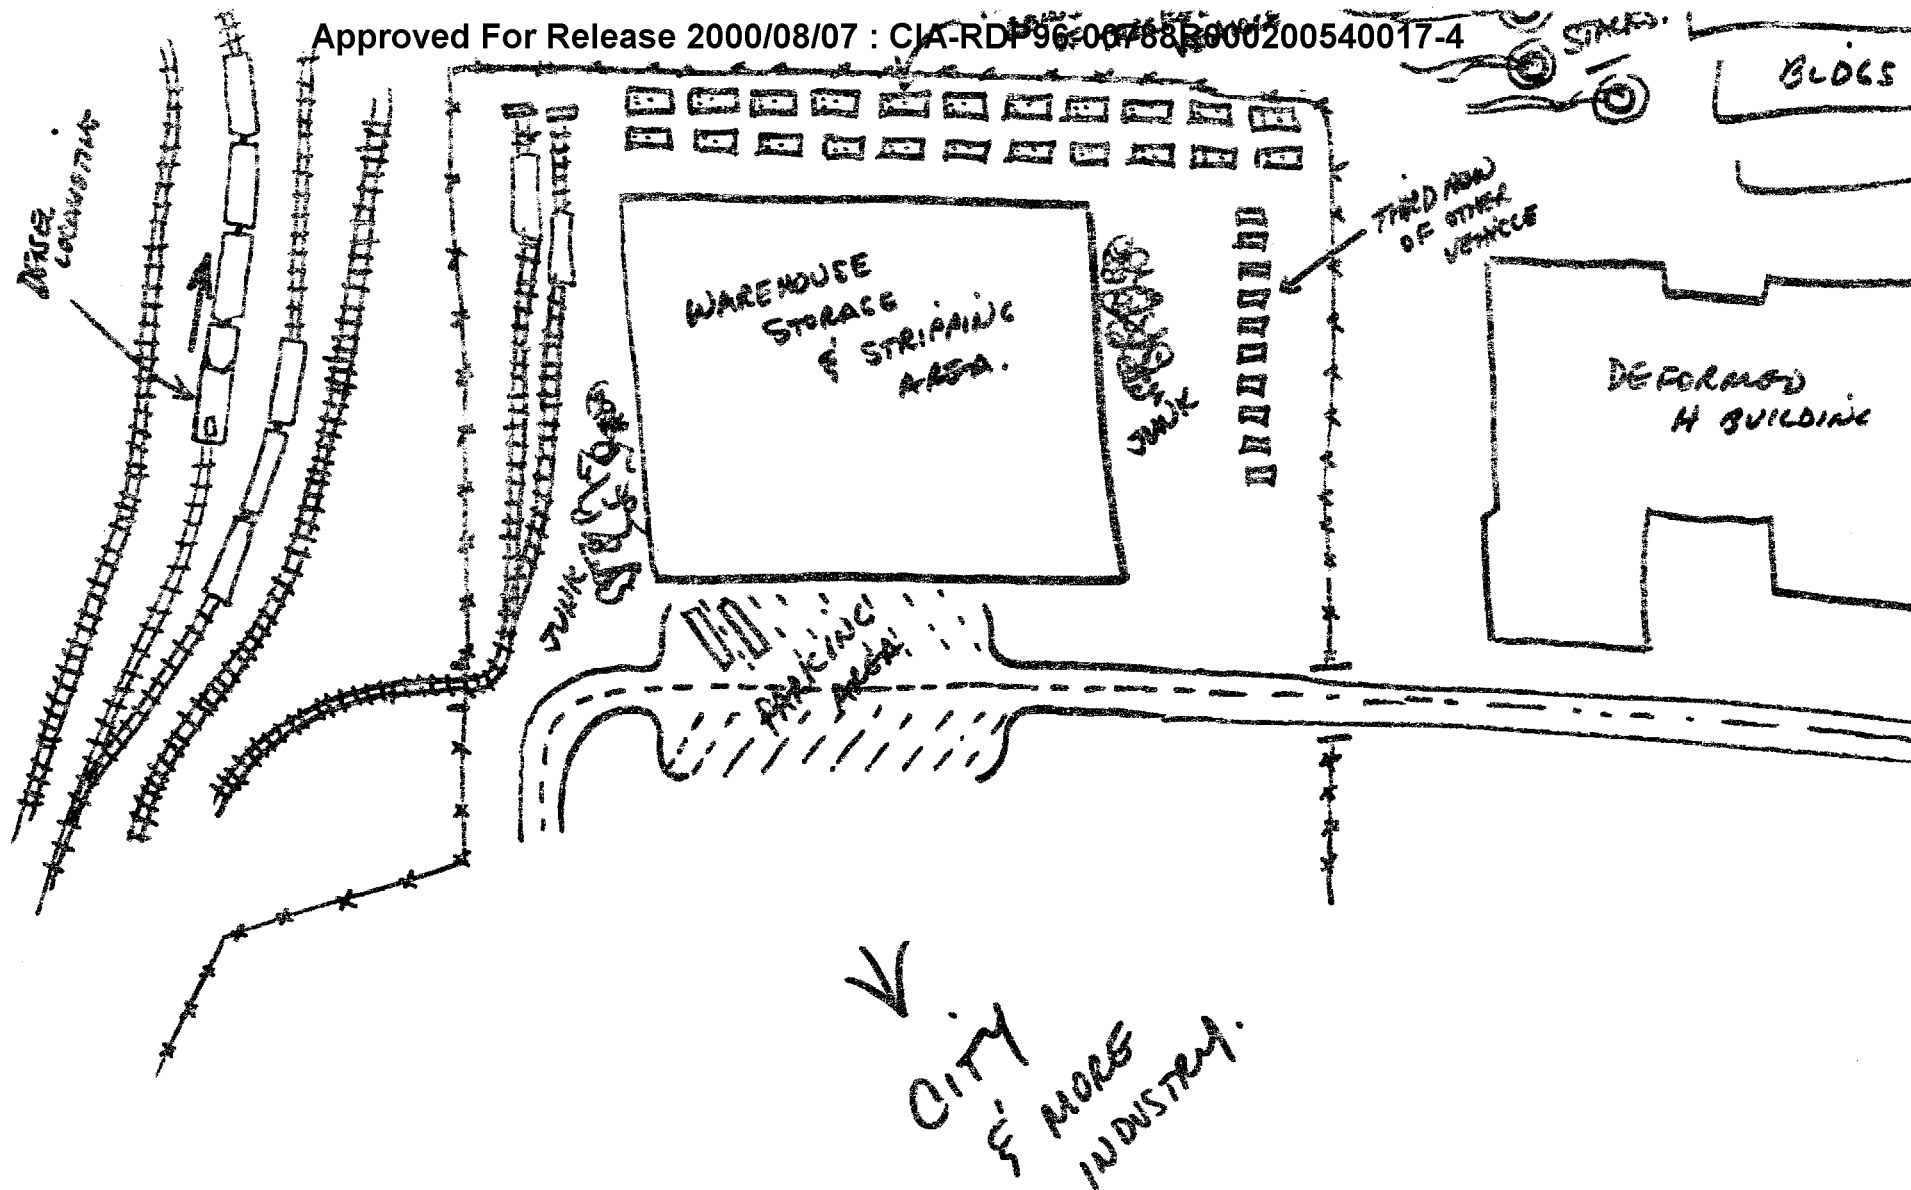 Approved For Release 2000/08/07 : CIA-RDP96-00788R000200540017-4
STACKS.
BLDGS
DIESEL
LOCOMOTIVE
THIRD ROW
OF OTHER
VEHICLE
WAREHOUSE
STORAGE
& STRIPPING
AREA.
JUNK
DEFORMED
H BUILDING
JUNK
PARKING
AREA
CITY
& MORE
INDUSTRY.